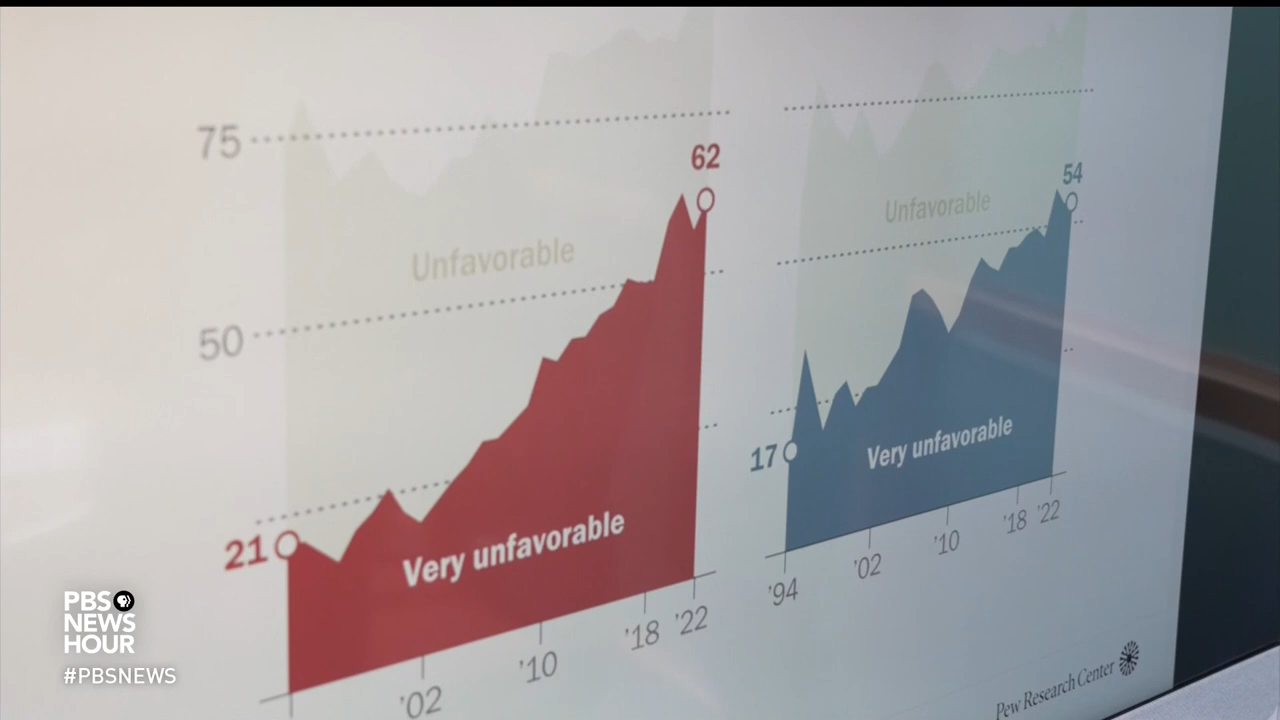 75
62
54
Unfavorable
Unfavorable
50
17
Very unfavorable
21
Very unfavorable
'94
'02
'10
'18
'22
'02
'10
'18
'22
Pew Research Center
PBS
NEWS
HOUR
#PBSNEWS